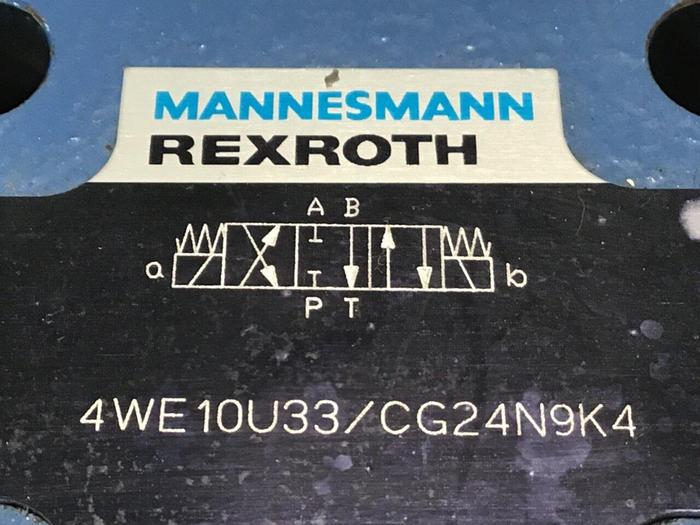 MANNESMANN
REXROTH
A B
a b
P T
4WE10U33/CG24N9K4